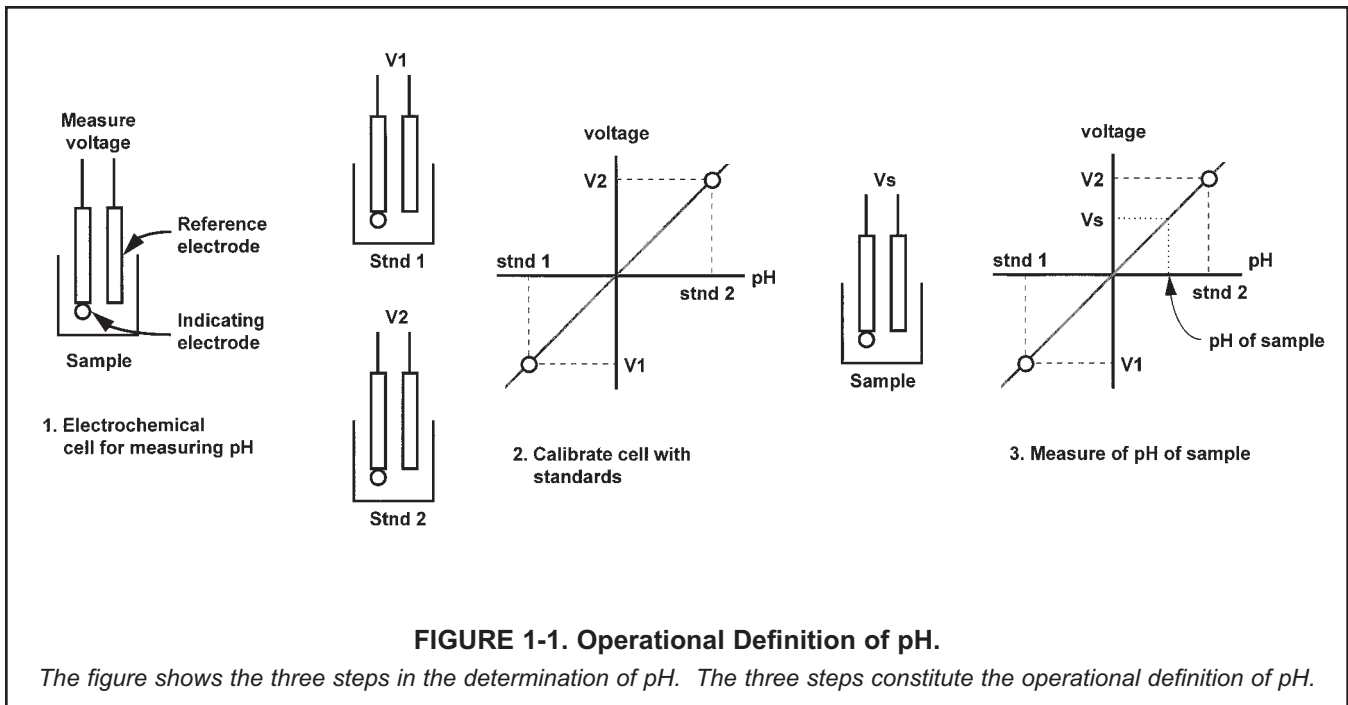 Measure
voltage
Reference
electrode
Indicating
electrode
Sample
1. Electrochemical
cell for measuring pH
V1
Stnd 1
V2
Stnd 2
voltage
V2
stnd 1
stnd 2
pH
V1
2. Calibrate cell with
standards
Vs
Sample
voltage
V2
Vs
stnd 1
pH
stnd 2
pH of sample
V1
3. Measure of pH of sample
FIGURE 1-1. Operational Definition of pH.
The figure shows the three steps in the determination of pH. The three steps constitute the operational definition of pH.